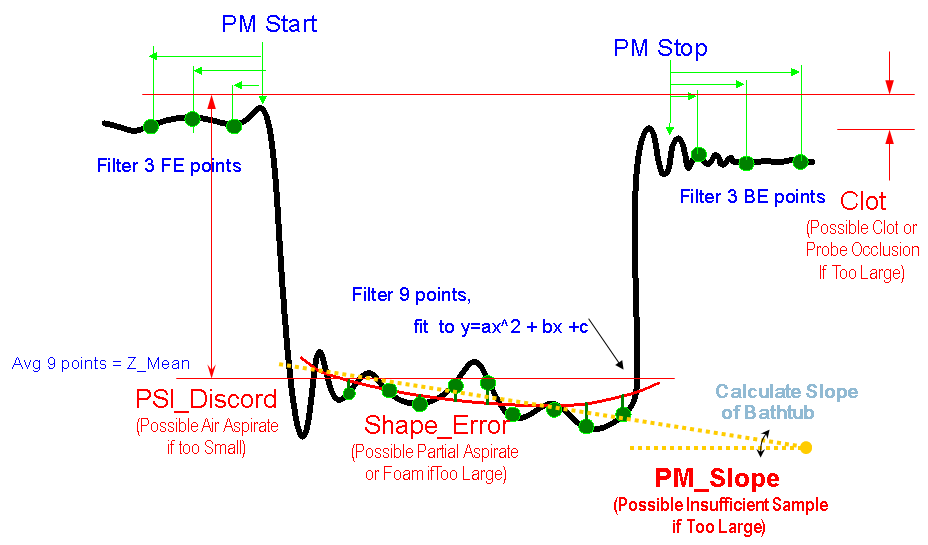 PM Start
PM Stop
Filter 3 FE points
Filter 3 BE points
Clot
(Possible Clot or
Probe Occlusion
If Too Large)
Filter 9 points,
fit to y=ax^2 + bx +c
Avg 9 points = Z_Mean
PSI_Discord
(Possible Air Aspirate
if too Small)
Shape_Error
(Possible Partial Aspirate
or Foam ifToo Large)
Calculate Slope
of Bathtub
PM_Slope
(Possible Insufficient Sample
if Too Large)